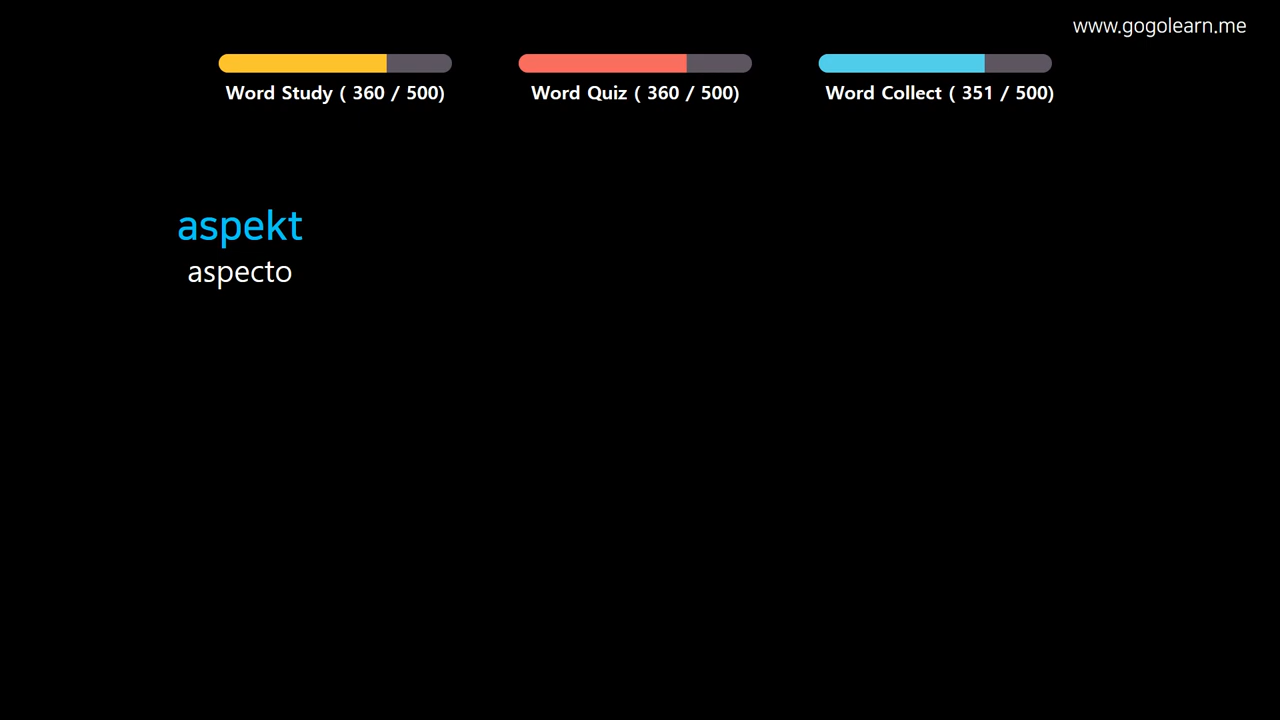 www.gogolearn.me
Word Study ( 360 / 500)
Word Quiz ( 360 / 500)
Word Collect ( 351 / 500)
aspekt
aspecto